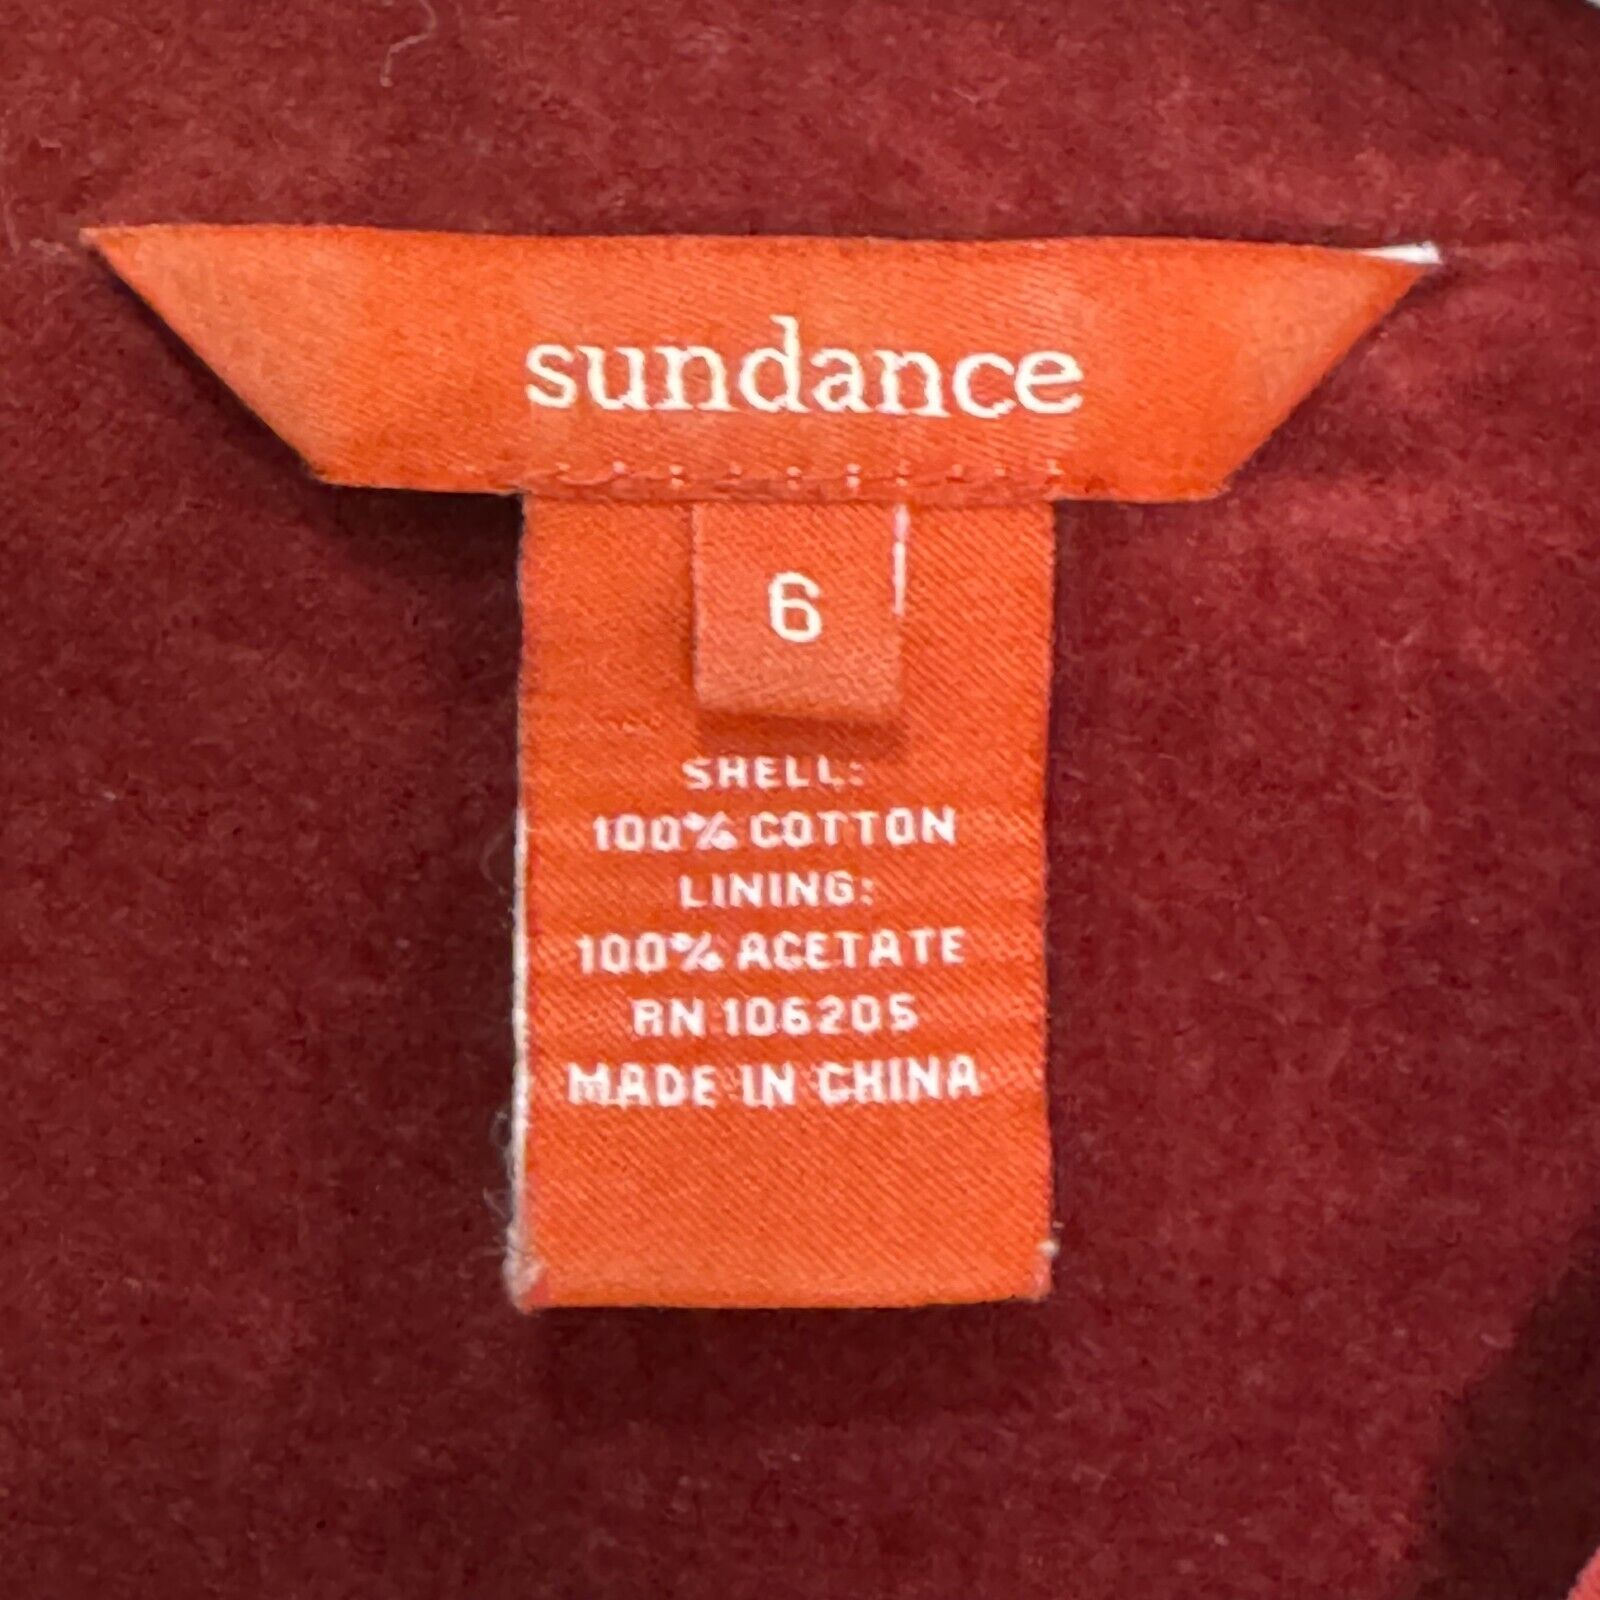 sundance
6
SHELL:
100% COTTON
LINING:
100% ACETATE
RN 106205
MADE IN CHINA